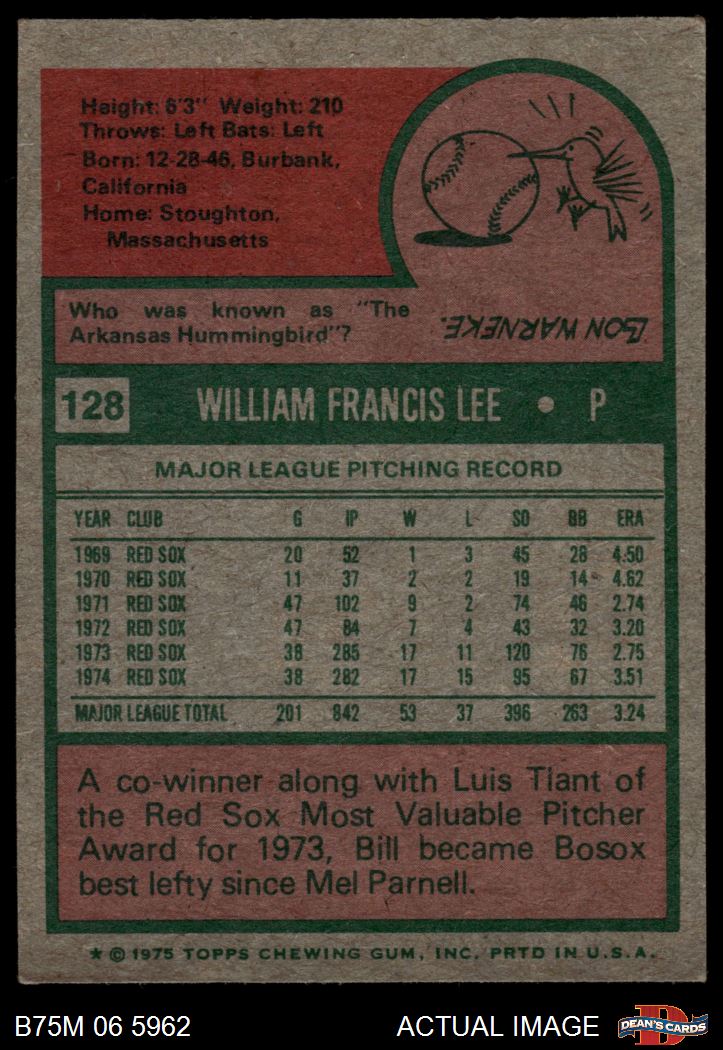 Height: 6'3" Weight: 210
Throws: Left Bats: Left
Born: 12-28-46, Burbank,
California
Home: Stoughton,
Massachusetts
Who was known as "The
Arkansas Hummingbird"?
LON WARNEKE.
128 WILLIAM FRANCIS LEE • P
MAJOR LEAGUE PITCHING RECORD
YEAR CLUB G IP W L SO BB ERA
1969 RED SOX 20 52 1 3 45 28 4.50
1970 RED SOX 11 37 2 2 19 14 4.62
1971 RED SOX 47 102 9 2 74 46 2.74
1972 RED SOX 47 84 7 4 43 32 3.20
1973 RED SOX 38 285 17 11 120 76 2.75
1974 RED SOX 38 282 17 15 95 67 3.51
MAJOR LEAGUE TOTAL 201 842 53 37 396 263 3.24
A co-winner along with Luis Tiant of
the Red Sox Most Valuable Pitcher
Award for 1973, Bill became Bosox
best lefty since Mel Parnell.
★ © 1975 TOPPS CHEWING GUM, INC. PRTD IN U.S.A.
B75M 06 5962 ACTUAL IMAGE D DEAN'S CARDS